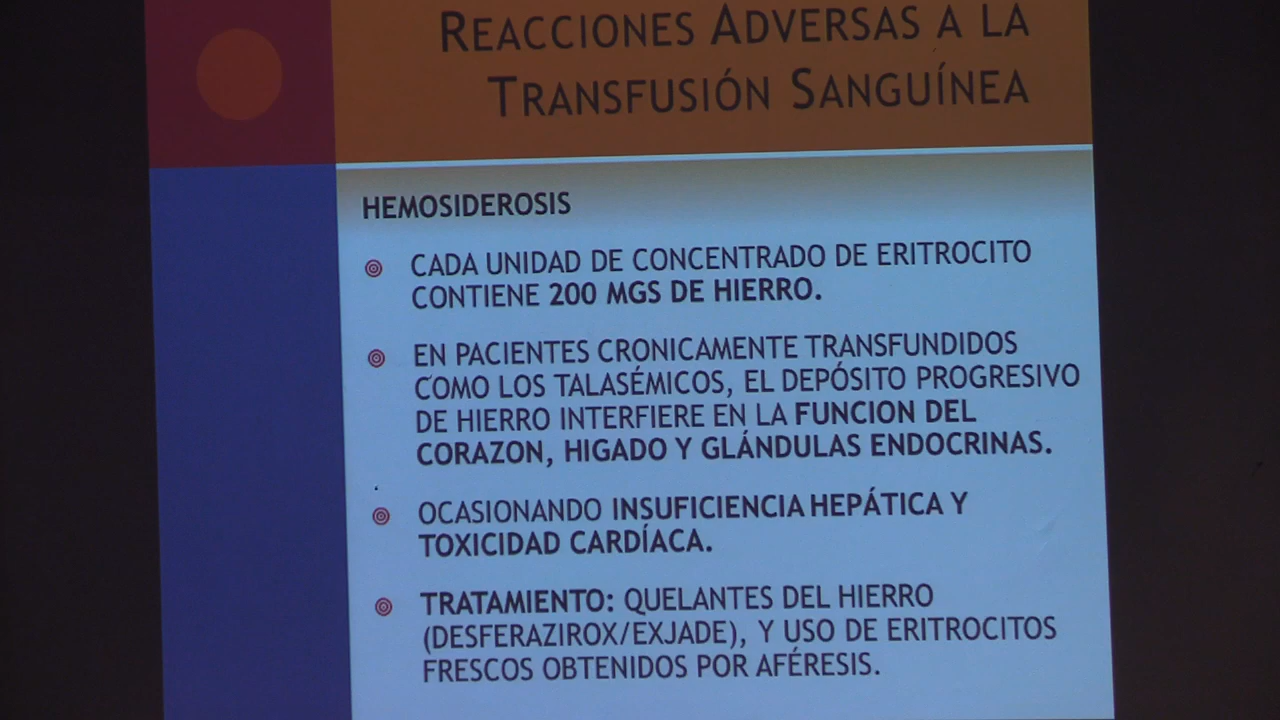 REACCIONES ADVERSAS A LA
TRANSFUSIÓN SANGUÍNEA
HEMOSIDEROSIS
CADA UNIDAD DE CONCENTRADO DE ERITROCITO
CONTIENE 200 MGS DE HIERRO.
EN PACIENTES CRONICAMENTE TRANSFUNDIDOS
COMO LOS TALASÉMICOS, EL DEPÓSITO PROGRESIVO
DE HIERRO INTERFIERE EN LA FUNCION DEL
CORAZON, HIGADO Y GLÁNDULAS ENDOCRINAS.
OCASIONANDO INSUFICIENCIA HEPÁTICA Y
TOXICIDAD CARDÍACA.
TRATAMIENTO: QUELANTES DEL HIERRO
(DESFERAZIROX/EXJADE), Y USO DE ERITROCITOS
FRESCOS OBTENIDOS POR AFÉRESIS.